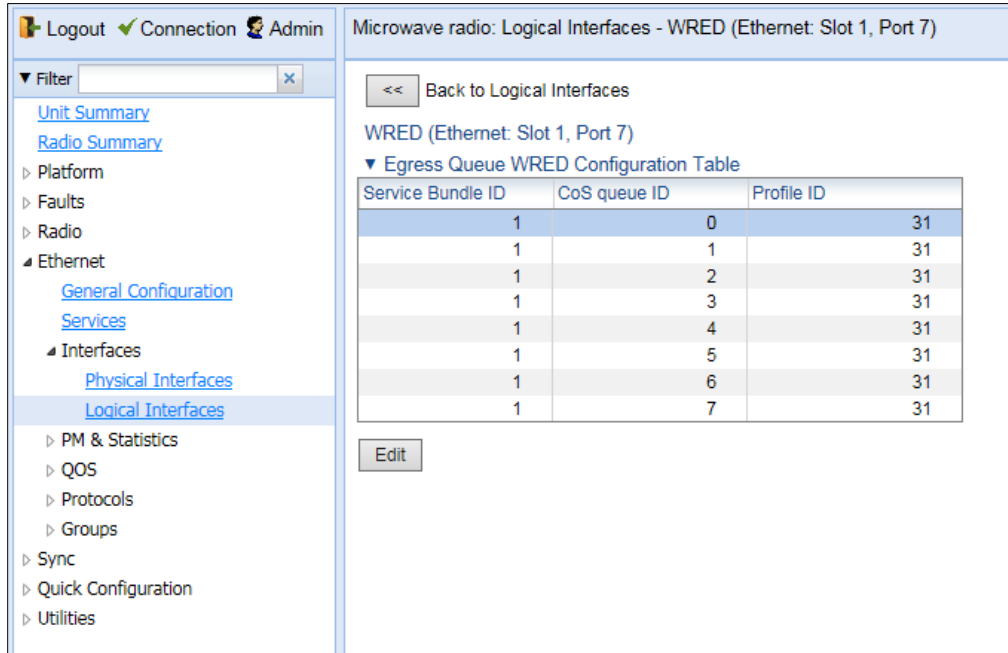 Logout Connection Admin
Filter
Unit Summary
Radio Summary
Platform
Faults
Radio
Ethernet
General Configuration
Services
Interfaces
Physical Interfaces
Logical Interfaces
PM & Statistics
QOS
Protocols
Groups
Sync
Quick Configuration
Utilities
Microwave radio: Logical Interfaces - WRED (Ethernet: Slot 1, Port 7)
<< Back to Logical Interfaces
WRED (Ethernet: Slot 1, Port 7)
Egress Queue WRED Configuration Table
Service Bundle ID CoS queue ID Profile ID
1 0 31
1 1 31
1 2 31
1 3 31
1 4 31
1 5 31
1 6 31
1 7 31
Edit